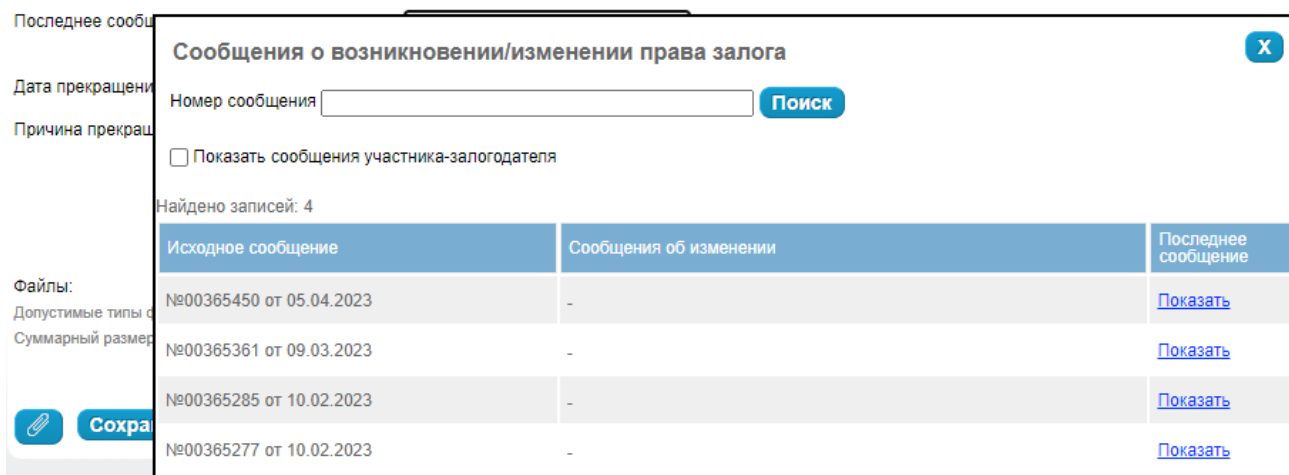 Последнее сообщ
Сообщения о возникновении/изменении права залога
X
Дата прекращени
Номер сообщения
Поиск
Причина прекращ
Показать сообщения участника-залогодателя
Найдено записей: 4
Исходное сообщение Сообщения об изменении Последнее
сообщение
№00365450 от 05.04.2023 - Показать
№00365361 от 09.03.2023 - Показать
№00365285 от 10.02.2023 - Показать
№00365277 от 10.02.2023 - Показать
Файлы:
Допустимые типы
Суммарный размер
Сохра